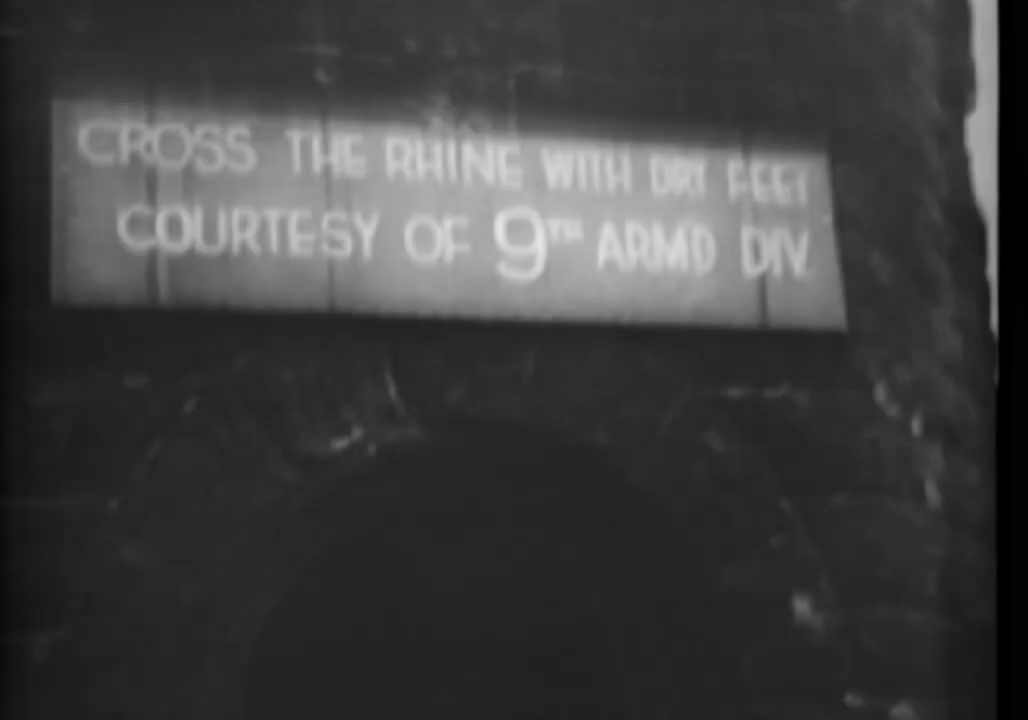 CROSS THE RHINE WITH DRY FEET
COURTESY OF 9TH ARMD DIV.